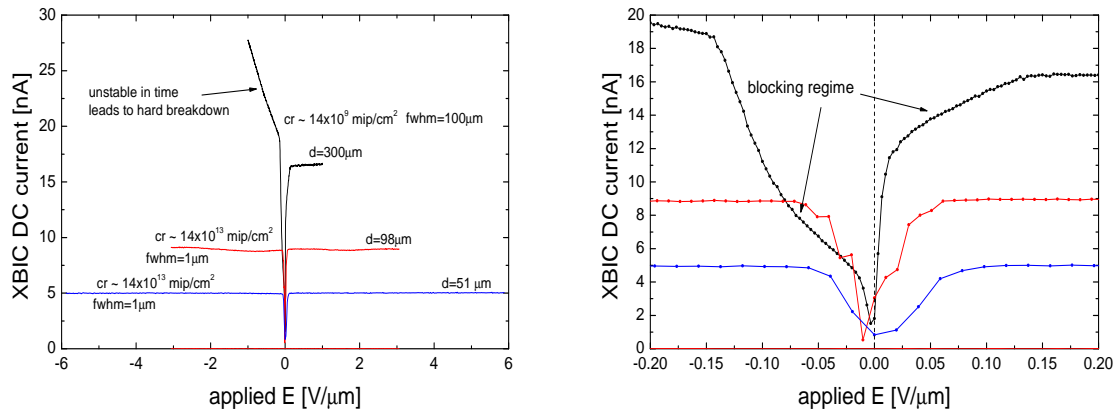 30
25
20
15
10
5
0
-6
-4
-2
0
2
4
6
XBIC DC current [nA]
applied E [V/μm]
unstable in time
leads to hard breakdown
cr ~ 14x10⁹ mip/cm² fwhm=100μm
d=300μm
cr ~ 14x10¹³ mip/cm²
fwhm=1μm
d=98μm
cr ~ 14x10¹³ mip/cm²
fwhm=1μm
d=51 μm
20
18
16
14
12
10
8
6
4
2
0
-0.20
-0.15
-0.10
-0.05
0.00
0.05
0.10
0.15
0.20
XBIC DC current [nA]
applied E [V/μm]
blocking regime